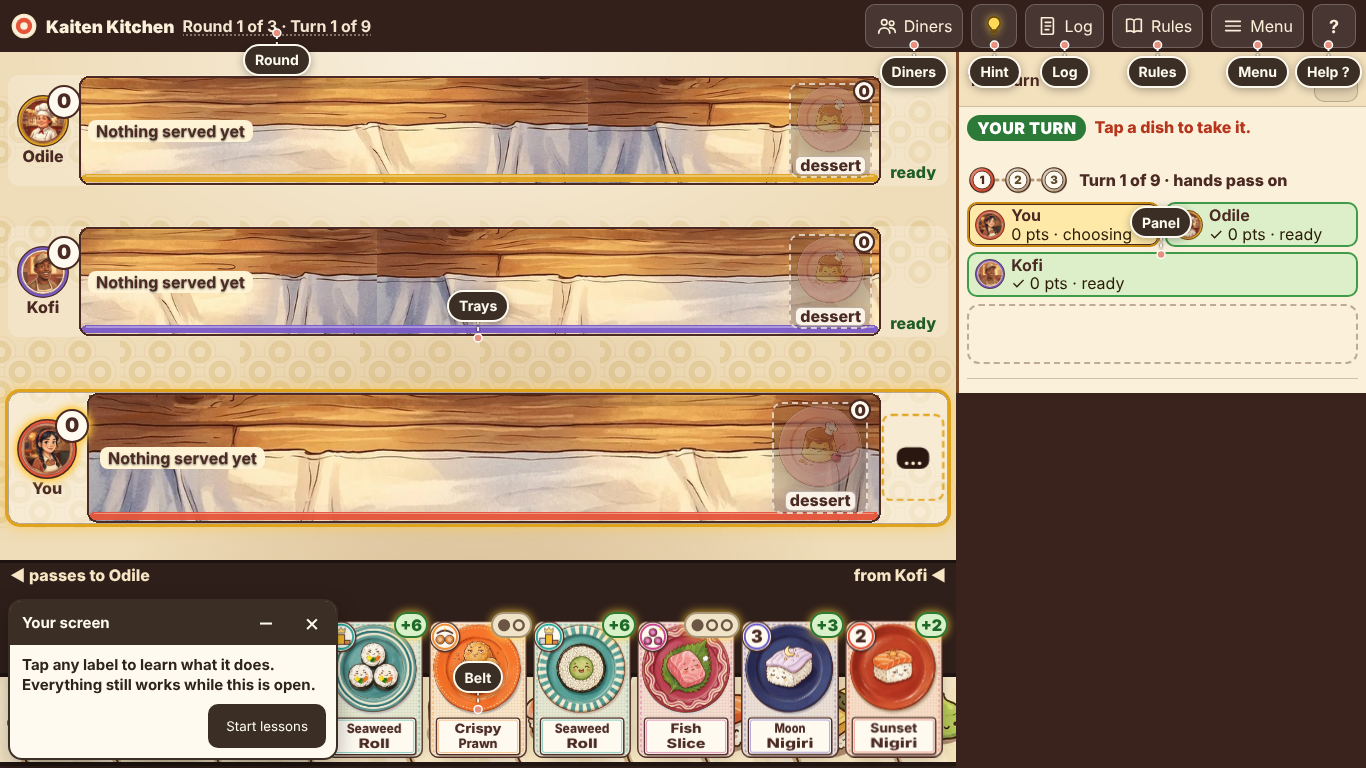 Kaiten Kitchen
Round 1 of 3 · Turn 1 of 9
Diners
Log
Rules
Menu
?
Round
Diners
Hint
Log
Rules
Menu
Help ?
0
Odile
Nothing served yet
0
dessert
ready
0
Kofi
Nothing served yet
0
dessert
ready
Trays
0
You
Nothing served yet
0
dessert
...
YOUR TURN
Tap a dish to take it.
1
2
3
Turn 1 of 9 · hands pass on
You
0 pts · choosing
Panel
Odile
✓ 0 pts · ready
Kofi
✓ 0 pts · ready
◀ passes to Odile
from Kofi ◀
Your screen
Tap any label to learn what it does.
Everything still works while this is open.
Start lessons
+6
Seaweed
Roll
Belt
Crispy
Prawn
+6
Seaweed
Roll
Fish
Slice
3
+3
Moon
Nigiri
2
+2
Sunset
Nigiri